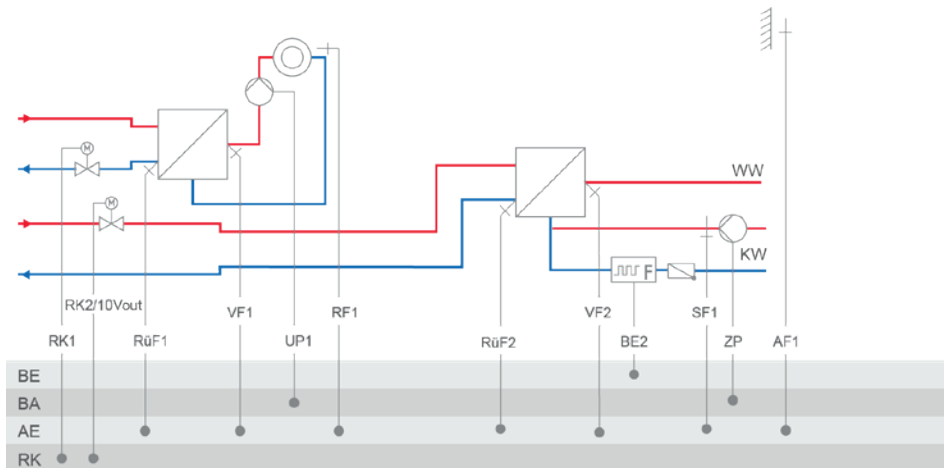 M
M
WW
KW
F
RK2/10Vout
VF1
RF1
VF2
SF1
RK1
RüF1
UP1
RüF2
BE2
ZP
AF1
BE
BA
AE
RK